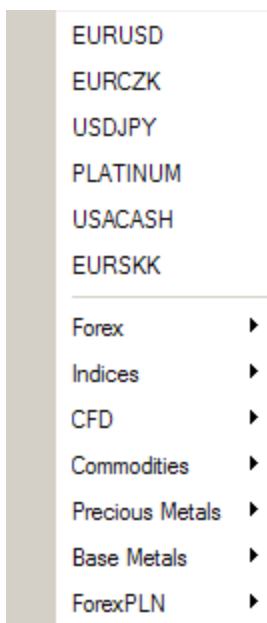 EURUSD
EURCZK
USDJPY
PLATINUM
USACASH
EURSKK
Forex
Indices
CFD
Commodities
Precious Metals
Base Metals
ForexPLN